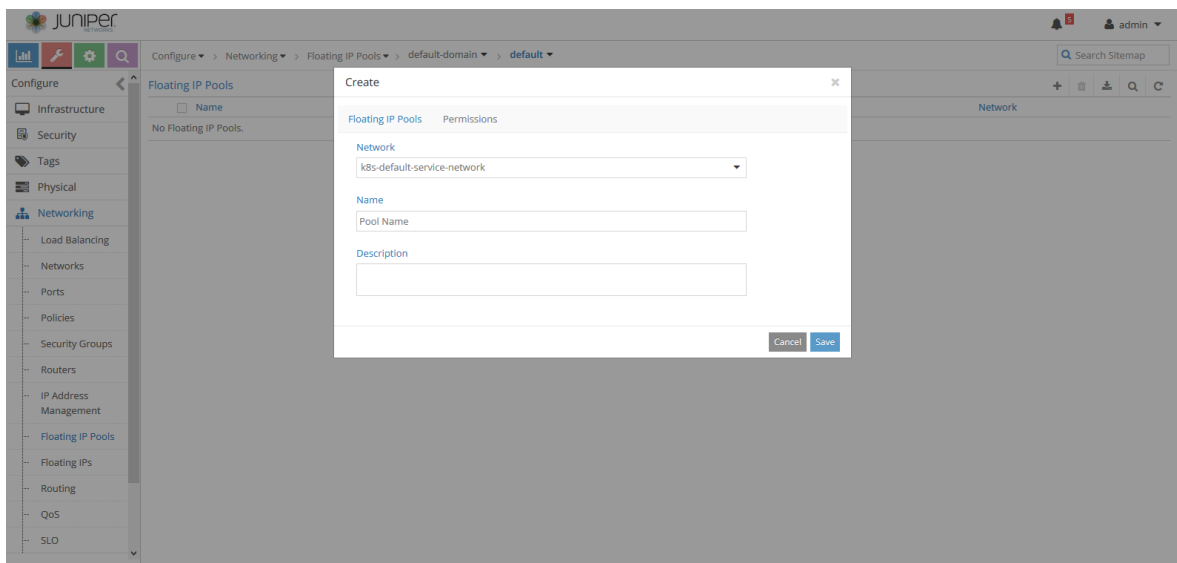 JUNIPER
NETWORKS
5
admin
Configure > Networking > Floating IP Pools > default-domain > default
Search Sitemap
Configure
Floating IP Pools
Create
×
Infrastructure
Name
Network
Floating IP Pools Permissions
No Floating IP Pools.
Security
Network
Tags
k8s-default-service-network
Physical
Name
Networking
Pool Name
Load Balancing
Description
Networks
Ports
Policies
Security Groups
Cancel Save
Routers
IP Address
Management
Floating IP Pools
Floating IPs
Routing
QoS
SLO